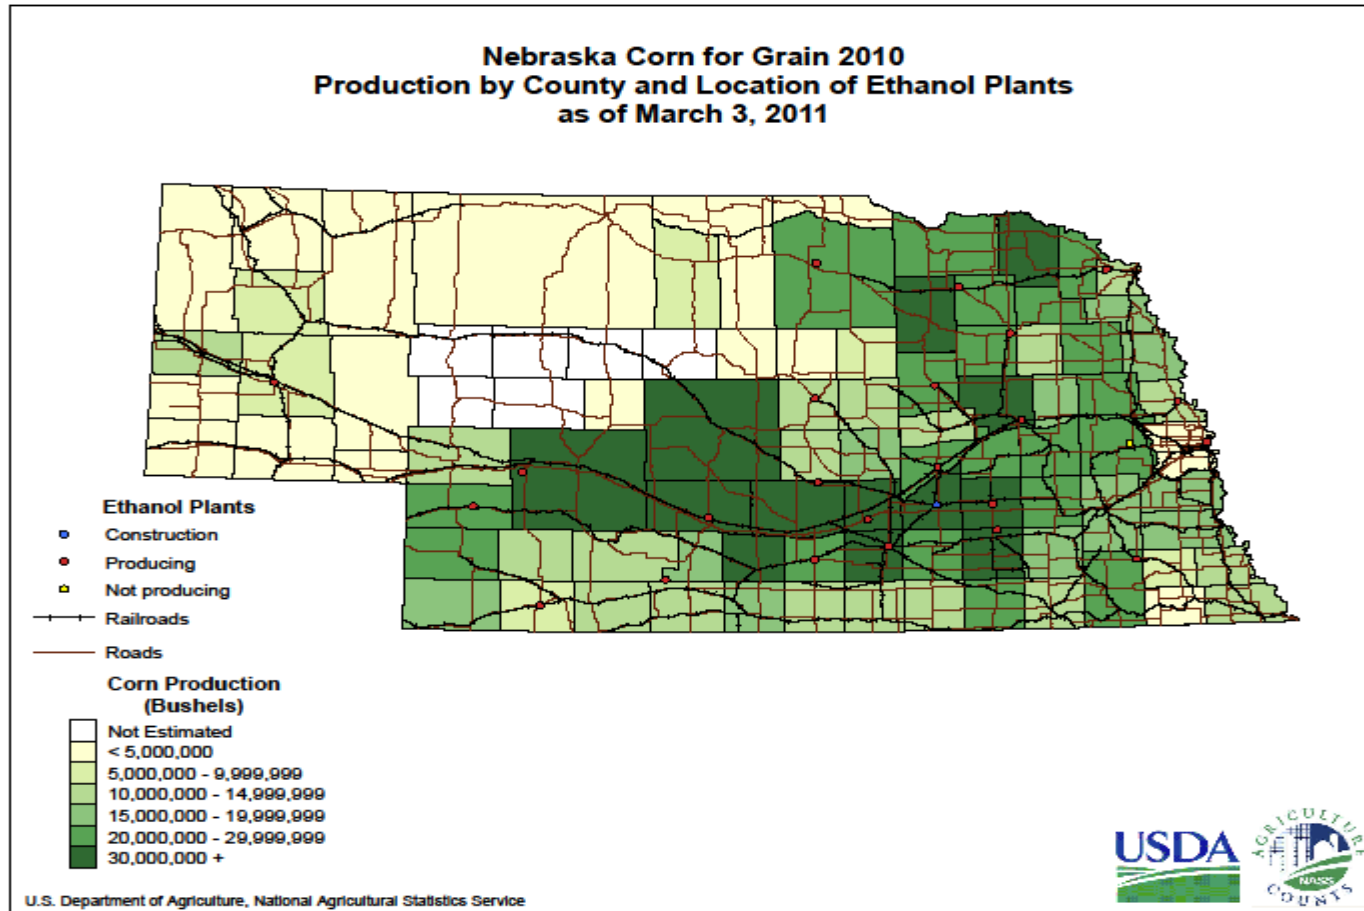 Nebraska Corn for Grain 2010
Production by County and Location of Ethanol Plants
as of March 3, 2011
Ethanol Plants
Construction
Producing
Not producing
Railroads
Roads
Corn Production
(Bushels)
Not Estimated
< 5,000,000
5,000,000 - 9,999,999
10,000,000 - 14,999,999
15,000,000 - 19,999,999
20,000,000 - 29,999,999
30,000,000 +
U.S. Department of Agriculture, National Agricultural Statistics Service
USDA
AGRICULTURE
NASS
COUNTS